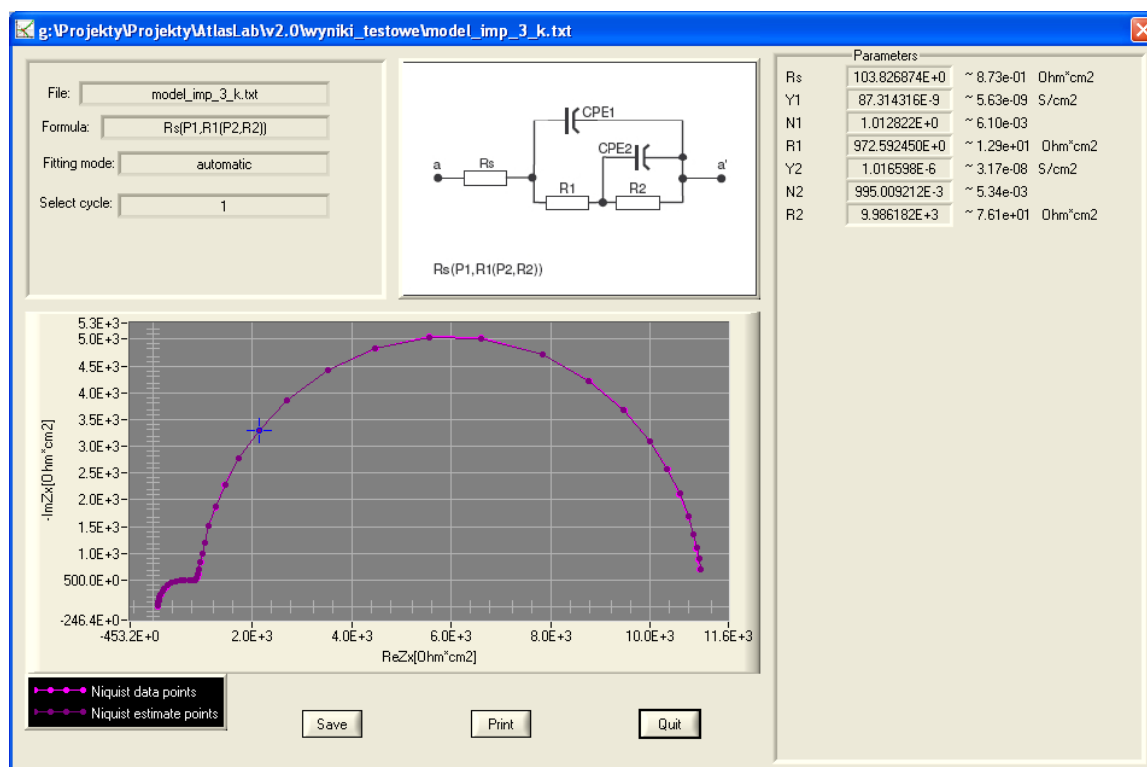 g:\Projekty\Projekty\AtlasLab\v2.0\wyniki_testowe\model_imp_3_k.txt
File: model_imp_3_k.txt
Formula: Rs(P1,R1(P2,R2))
Fitting mode: automatic
Select cycle: 1
CPE1
CPE2
a
Rs
a'
R1
R2
Rs(P1,R1(P2,R2))
Parameters
Rs 103.826874E+0 ~ 8.73e-01 Ohm*cm2
Y1 87.314316E-9 ~ 5.63e-09 S/cm2
N1 1.012822E+0 ~ 6.10e-03
R1 972.592450E+0 ~ 1.29e+01 Ohm*cm2
Y2 1.016598E-6 ~ 3.17e-08 S/cm2
N2 995.009212E-3 ~ 5.34e-03
R2 9.986182E+3 ~ 7.61e+01 Ohm*cm2
-ImZx[Ohm*cm2]
5.3E+3
5.0E+3
4.5E+3
4.0E+3
3.5E+3
3.0E+3
2.5E+3
2.0E+3
1.5E+3
1.0E+3
500.0E+0
-246.4E+0
-453.2E+0 2.0E+3 4.0E+3 6.0E+3 8.0E+3 10.0E+3 11.6E+3
ReZx[Ohm*cm2]
Niquist data points
Niquist estimate points
Save Print Quit